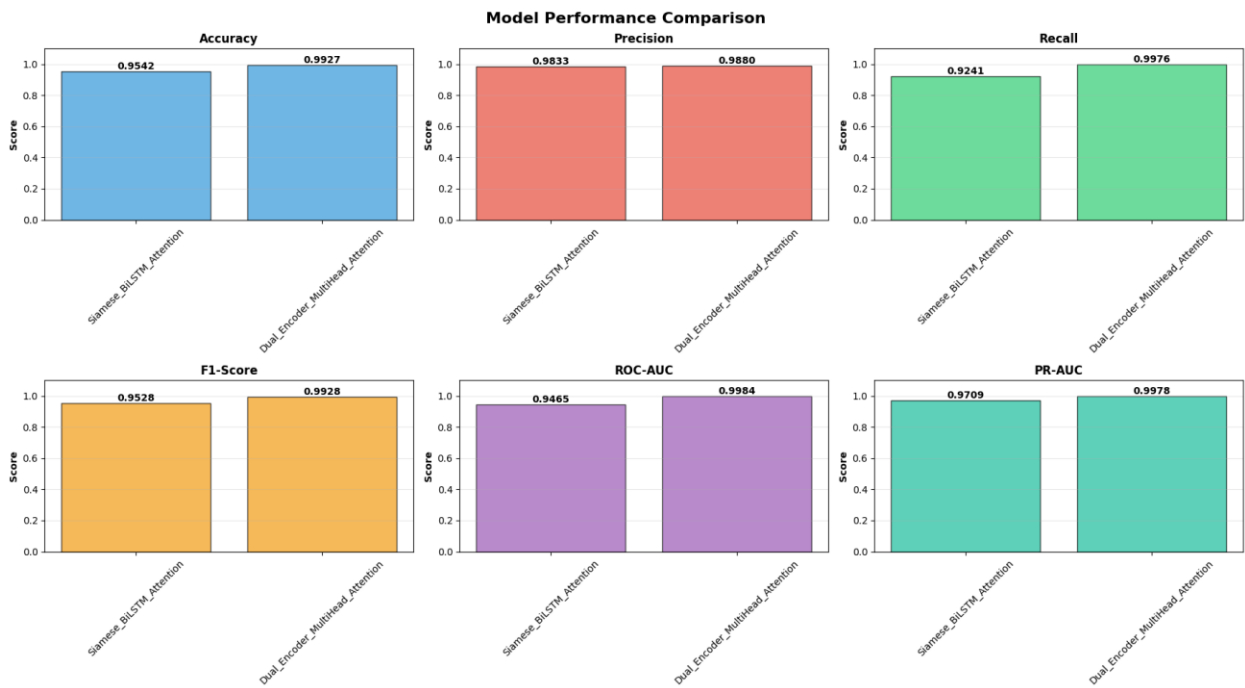 Model Performance Comparison
Accuracy
Score
1.0
0.8
0.6
0.4
0.2
0.0
0.9542
0.9927
Siamese_BiLSTM_Attention
Dual_Encoder_MultiHead_Attention
Precision
Score
1.0
0.8
0.6
0.4
0.2
0.0
0.9833
0.9880
Siamese_BiLSTM_Attention
Dual_Encoder_MultiHead_Attention
Recall
Score
1.0
0.8
0.6
0.4
0.2
0.0
0.9241
0.9976
Siamese_BiLSTM_Attention
Dual_Encoder_MultiHead_Attention
F1-Score
Score
1.0
0.8
0.6
0.4
0.2
0.0
0.9528
0.9928
Siamese_BiLSTM_Attention
Dual_Encoder_MultiHead_Attention
ROC-AUC
Score
1.0
0.8
0.6
0.4
0.2
0.0
0.9465
0.9984
Siamese_BiLSTM_Attention
Dual_Encoder_MultiHead_Attention
PR-AUC
Score
1.0
0.8
0.6
0.4
0.2
0.0
0.9709
0.9978
Siamese_BiLSTM_Attention
Dual_Encoder_MultiHead_Attention